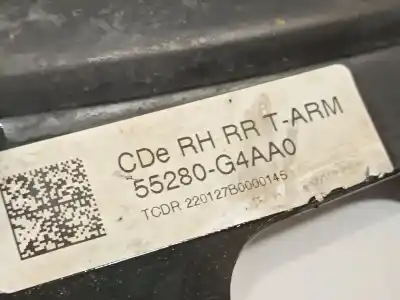 CDe RH RR T-ARM
55280-G4AA0
TCDR 220127B0000145